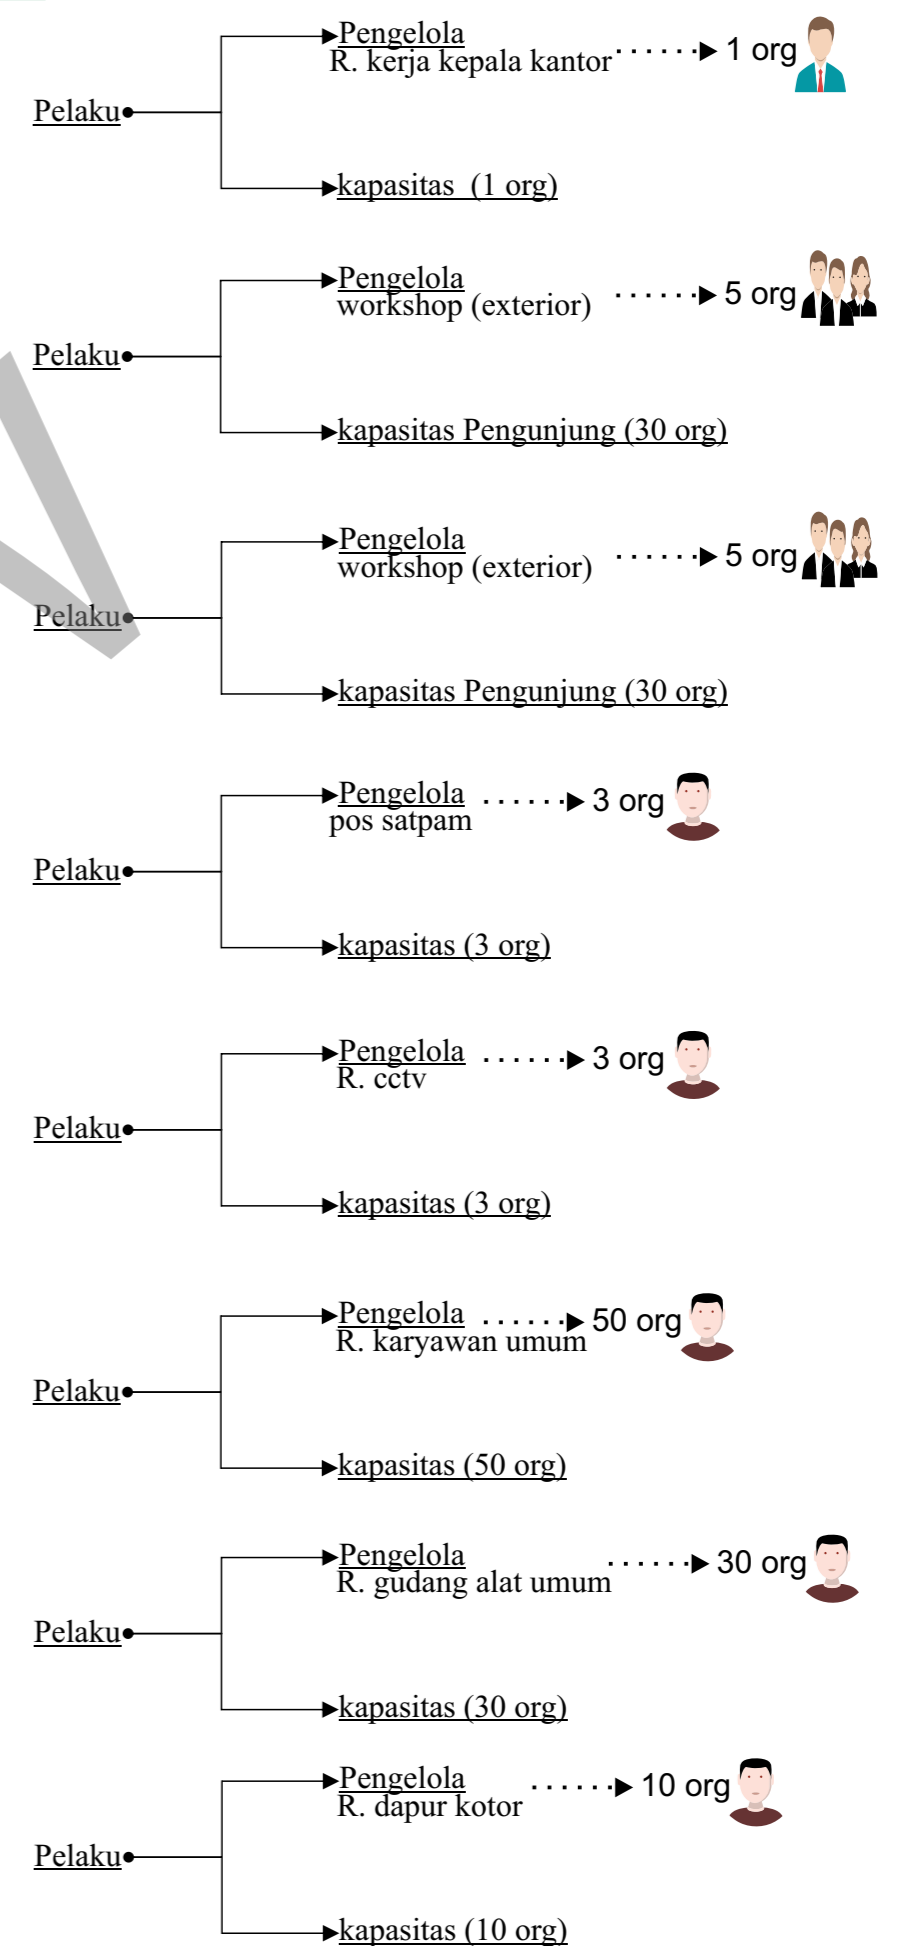 Pengelola
R. kerja kepala kantor
1 org
Pelaku
kapasitas (1 org)
Pengelola
workshop (exterior)
5 org
Pelaku
kapasitas Pengunjung (30 org)
Pengelola
workshop (exterior)
5 org
Pelaku
kapasitas Pengunjung (30 org)
Pengelola
pos satpam
3 org
Pelaku
kapasitas (3 org)
Pengelola
R. cctv
3 org
Pelaku
kapasitas (3 org)
Pengelola
R. karyawan umum
50 org
Pelaku
kapasitas (50 org)
Pengelola
R. gudang alat umum
30 org
Pelaku
kapasitas (30 org)
Pengelola
R. dapur kotor
10 org
Pelaku
kapasitas (10 org)